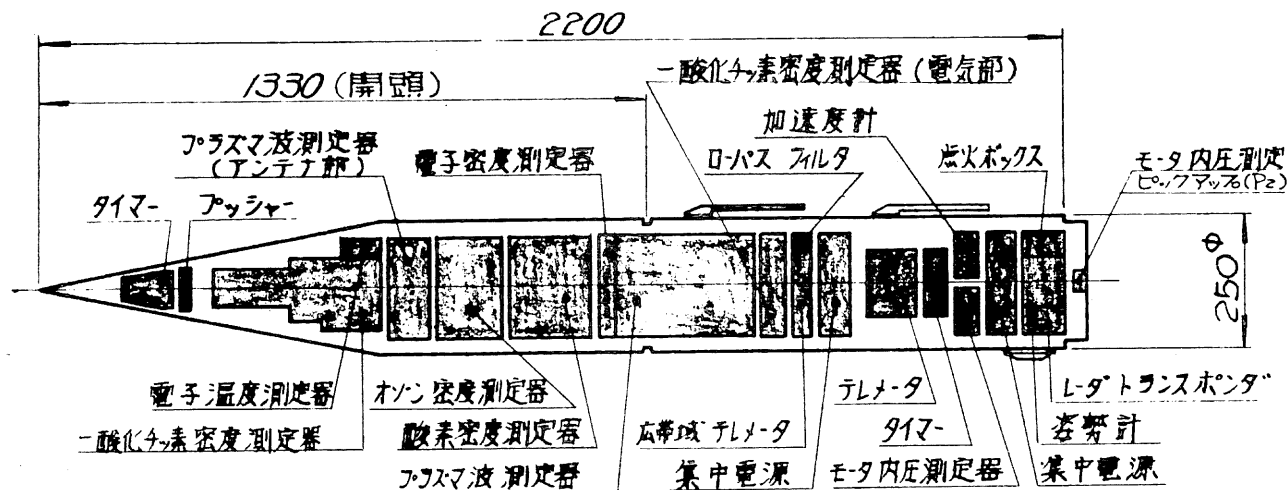 2200
1330(開頭)
一酸化チッ素密度測定器(電気部)
加速度計
プラズマ波測定器
(アンテナ部)
電子密度測定器
ローパス フィルタ
点火ボックス
モータ内圧測定
ピックアップ(P2)
タイマー
プッシャー
250φ
電子温度測定器
オゾン密度測定器
テレメータ
レーダトランスポンダ
一酸化チッ素密度測定器
酸素密度測定器
広帯域テレメータ
タイマー
姿勢計
プラズマ波測定器
集中電源
モータ内圧測定器
集中電源